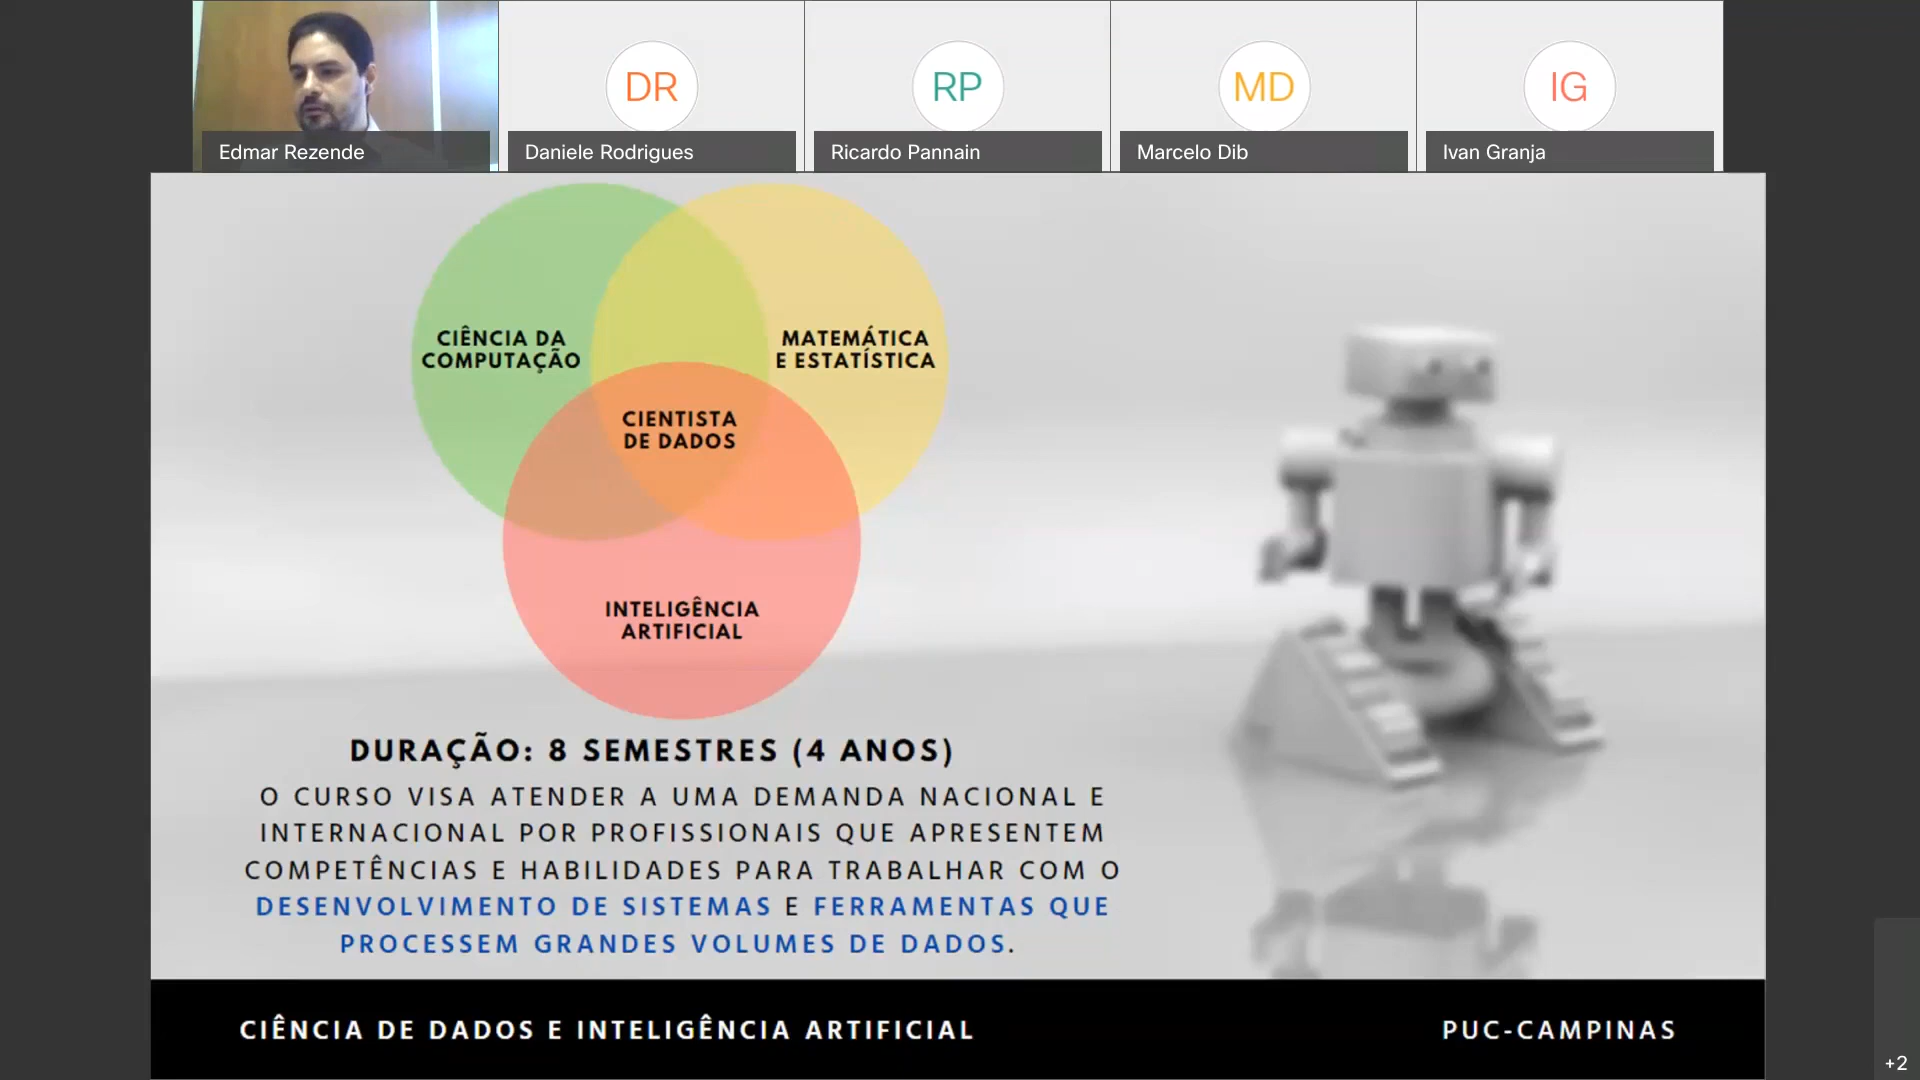 DR
RP
MD
IG
Edmar Rezende
Daniele Rodrigues
Ricardo Pannain
Marcelo Dib
Ivan Granja
CIÊNCIA DA
COMPUTAÇÃO
MATEMÁTICA
E ESTATÍSTICA
CIENTISTA
DE DADOS
INTELIGÊNCIA
ARTIFICIAL
DURAÇÃO: 8 SEMESTRES (4 ANOS)
O CURSO VISA ATENDER A UMA DEMANDA NACIONAL E
INTERNACIONAL POR PROFISSIONAIS QUE APRESENTEM
COMPETÊNCIAS E HABILIDADES PARA TRABALHAR COM O
DESENVOLVIMENTO DE SISTEMAS E FERRAMENTAS QUE
PROCESSEM GRANDES VOLUMES DE DADOS.
CIÊNCIA DE DADOS E INTELIGÊNCIA ARTIFICIAL
PUC-CAMPINAS
+2